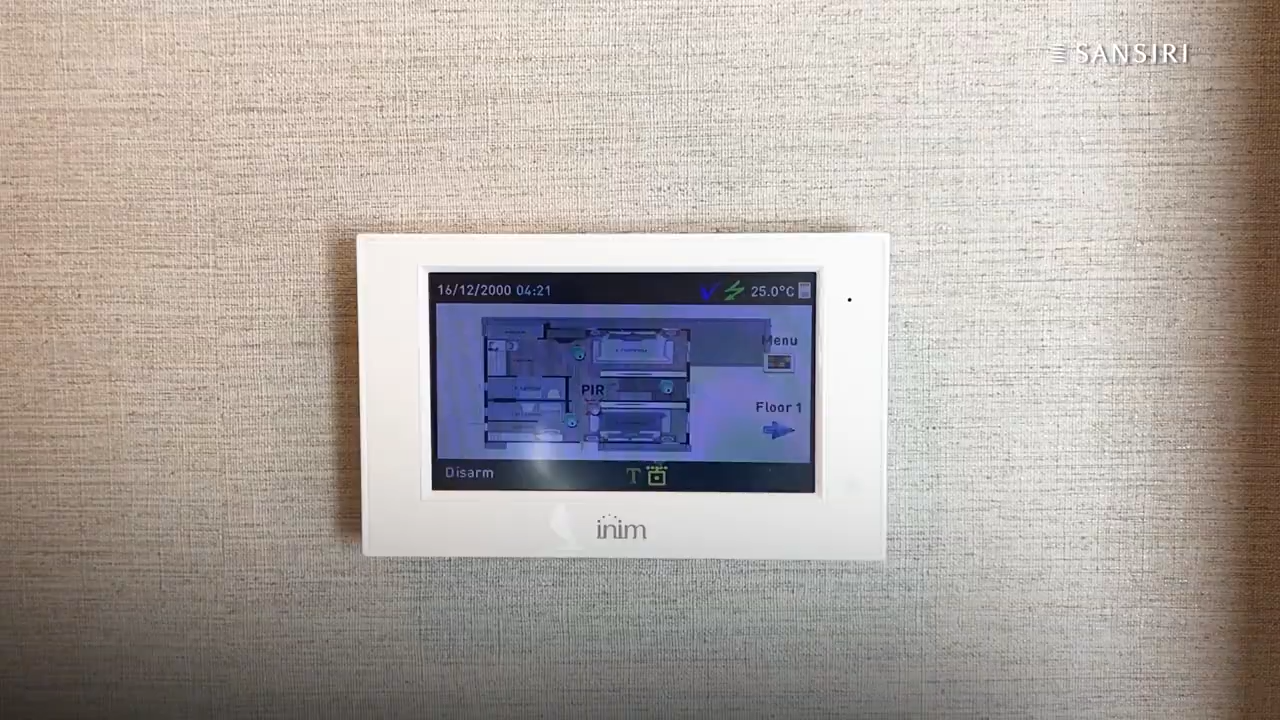 SANSIRI
16/12/2000 04:21 25.0°C
Menu
PIR
Floor 1
Disarm
T
inim